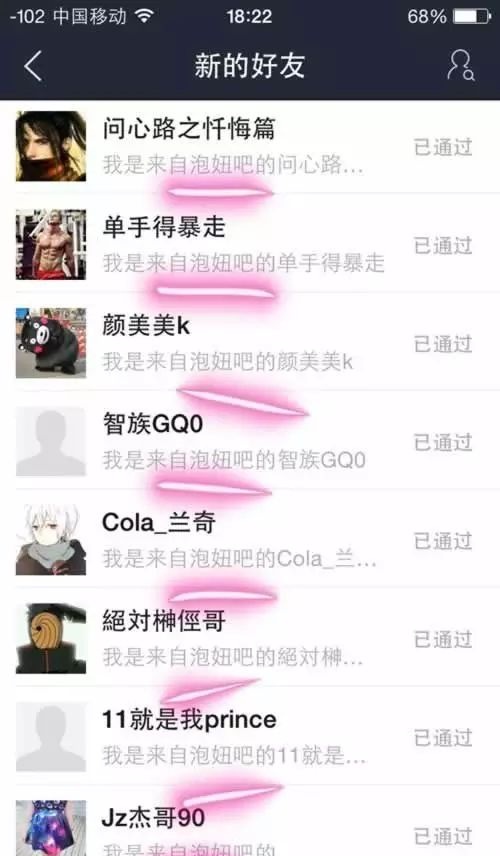 -102 中国移动 18:22 68%
新的好友
问心路之忏悔篇
已通过
我是来自泡妞吧的问心路...
单手得暴走
已通过
我是来自泡妞吧的单手得暴走
颜美美k
已通过
我是来自泡妞吧的颜美美k
智族GQ0
已通过
我是来自泡妞吧的智族GQ0
Cola_兰奇
已通过
我是来自泡妞吧的Cola_兰...
絕対榊俓哥
已通过
我是来自泡妞吧的絕対榊...
11就是我prince
已通过
我是来自泡妞吧的11就是...
Jz杰哥90
已通过
我是来自泡妞吧的Jz杰哥90